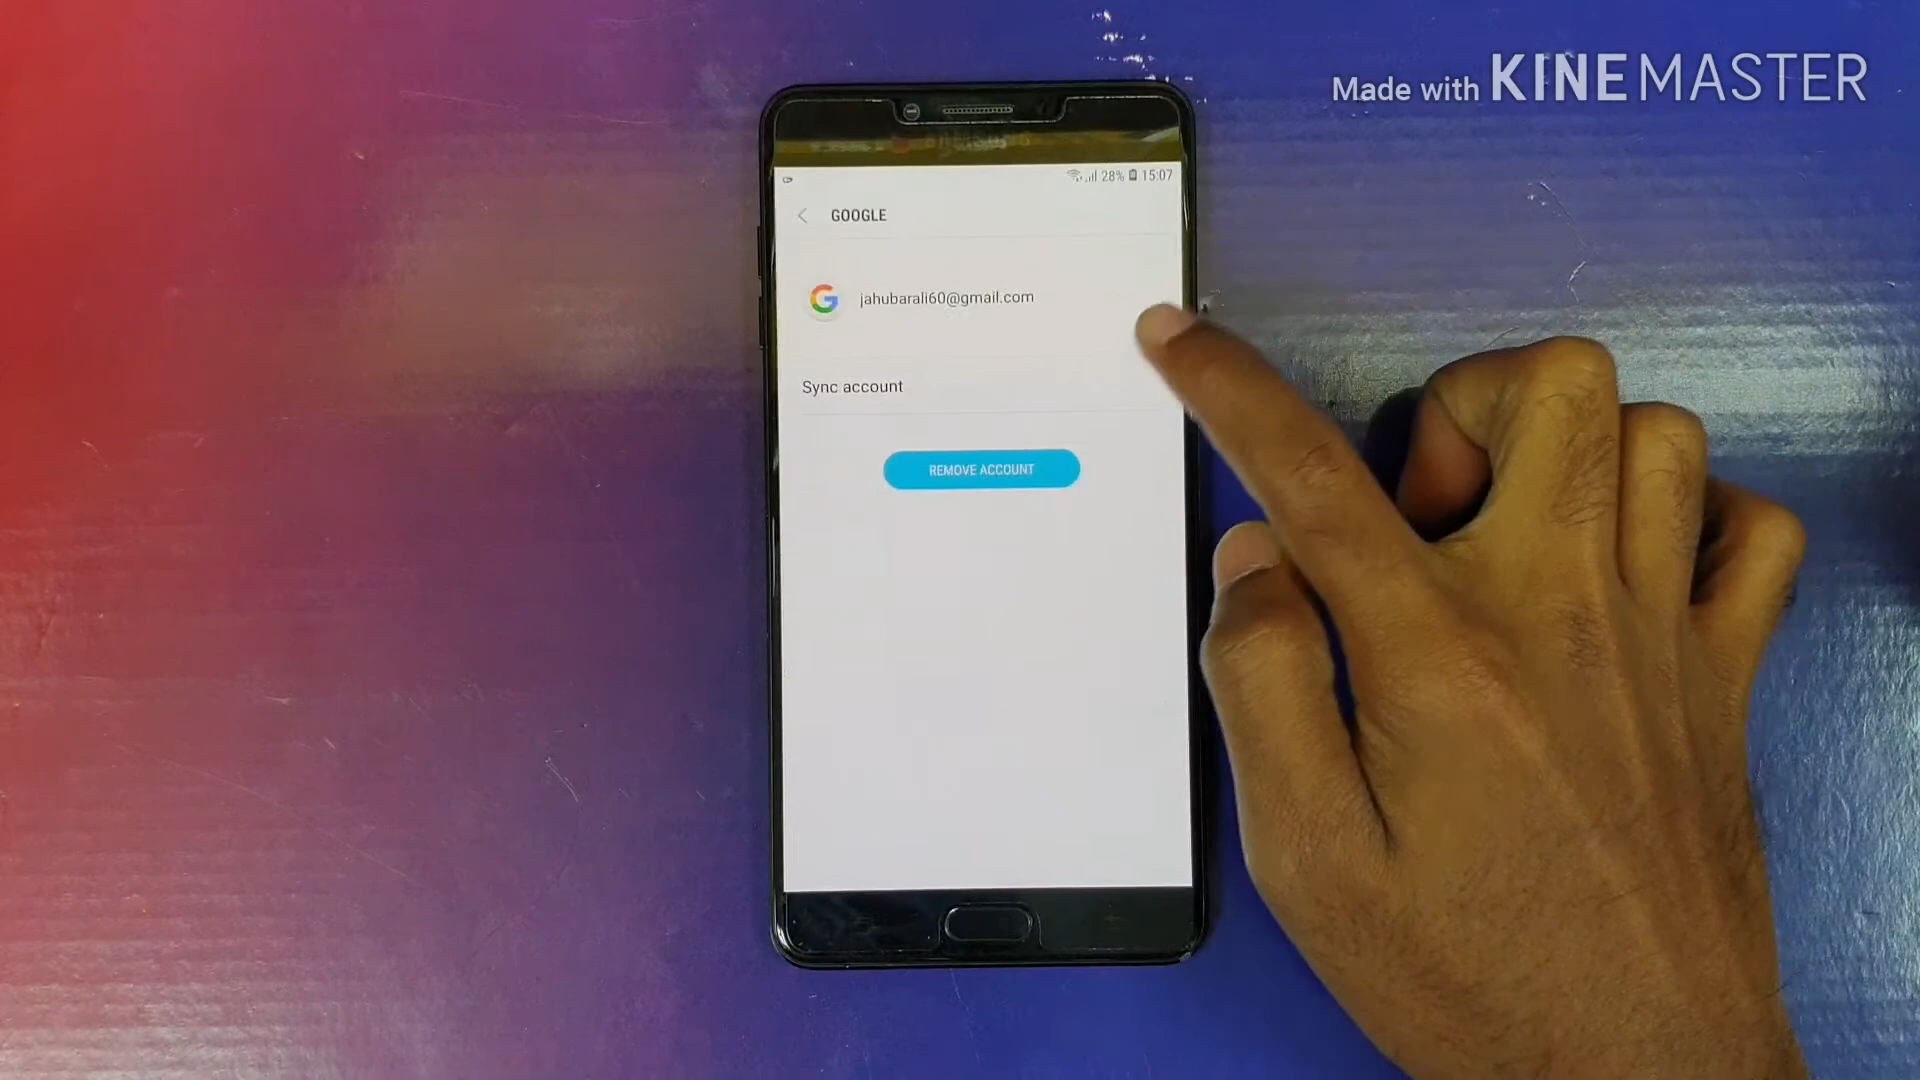 Made with KINEMASTER
28% 15:07
GOOGLE
jahubarali60@gmail.com
Sync account
REMOVE ACCOUNT